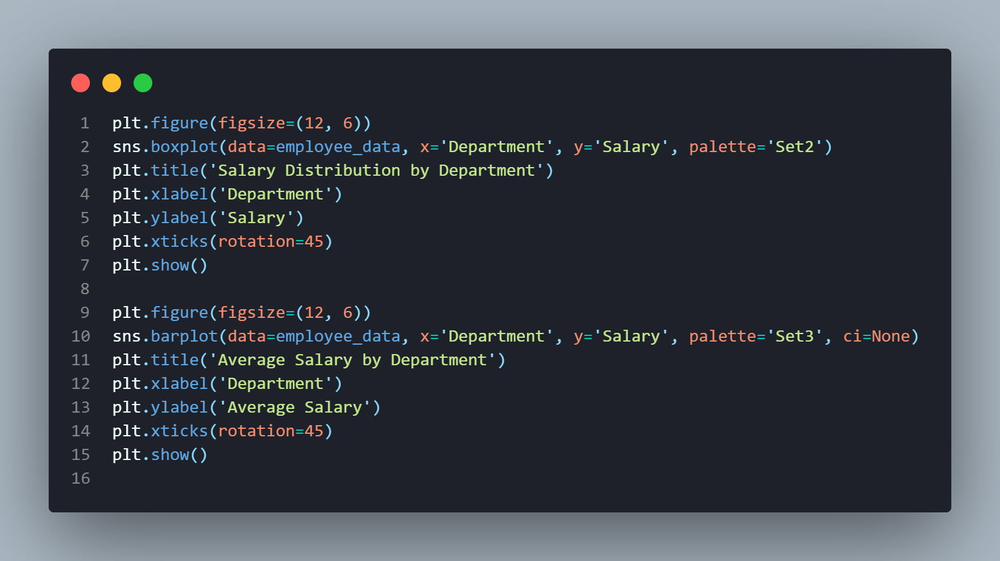 1 plt.figure(figsize=(12, 6))
2 sns.boxplot(data=employee_data, x='Department', y='Salary', palette='Set2')
3 plt.title('Salary Distribution by Department')
4 plt.xlabel('Department')
5 plt.ylabel('Salary')
6 plt.xticks(rotation=45)
7 plt.show()
8
9 plt.figure(figsize=(12, 6))
10 sns.barplot(data=employee_data, x='Department', y='Salary', palette='Set3', ci=None)
11 plt.title('Average Salary by Department')
12 plt.xlabel('Department')
13 plt.ylabel('Average Salary')
14 plt.xticks(rotation=45)
15 plt.show()
16